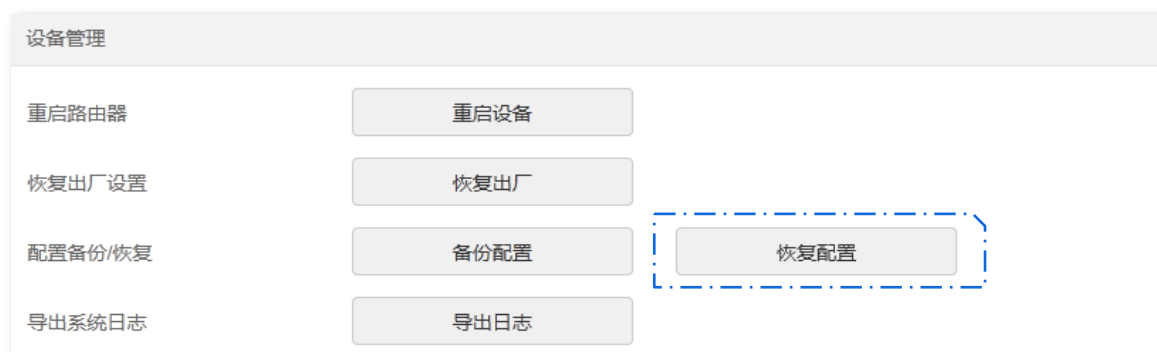 设备管理
重启路由器 重启设备
恢复出厂设置 恢复出厂
配置备份/恢复 备份配置 恢复配置
导出系统日志 导出日志